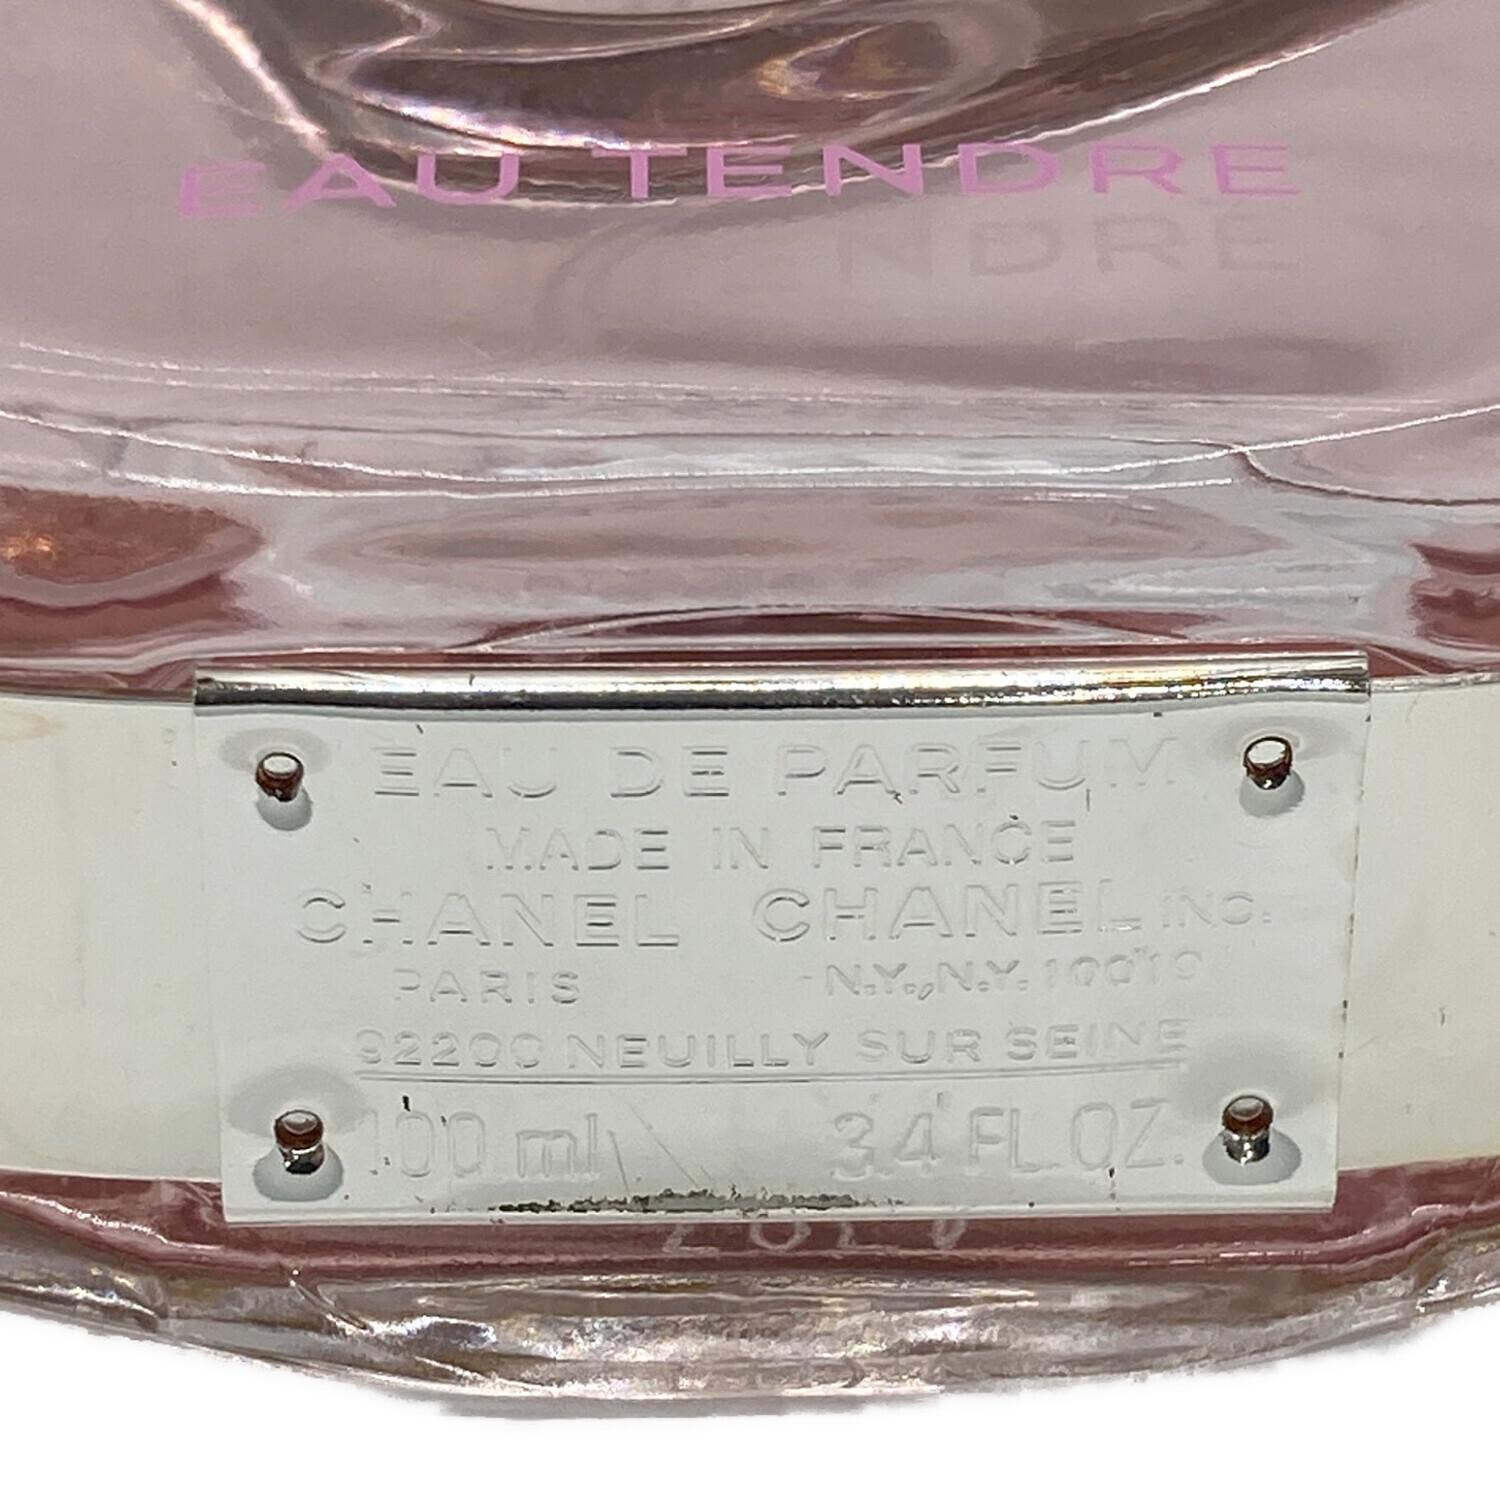 EAU TENDRE
EAU DE PARFUM
MADE IN FRANCE
CHANEL CHANEL INC.
PARIS N.Y., N.Y. 10019
92200 NEUILLY SUR SEINE
100 ml 3.4 FL. OZ.